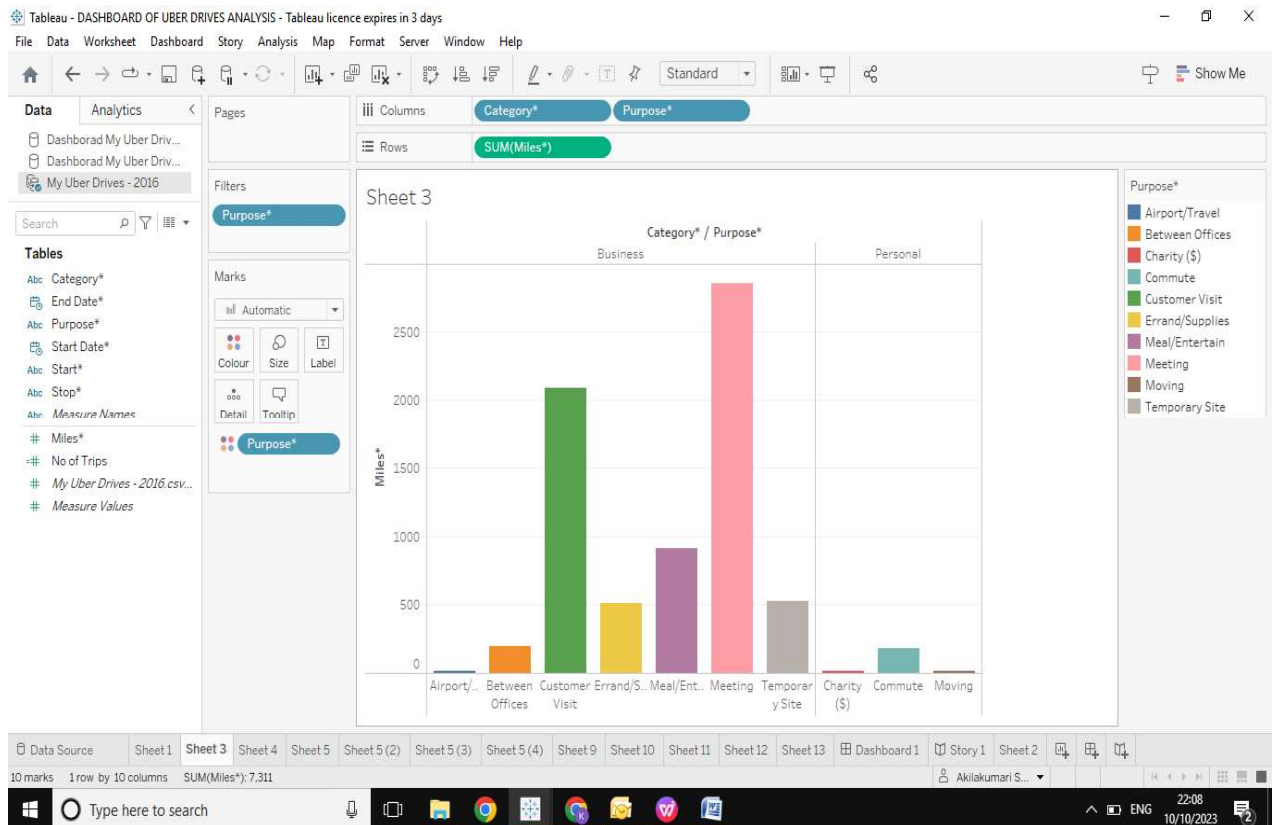 Tableau - DASHBOARD OF UBER DRIVES ANALYSIS - Tableau licence expires in 3 days
File Data Worksheet Dashboard Story Analysis Map Format Server Window Help
Standard
Show Me
Data Analytics
Dashborad My Uber Driv...
Dashborad My Uber Driv...
My Uber Drives - 2016
Search
Tables
Abc Category*
End Date*
Abc Purpose*
Start Date*
Abc Start*
Abc Stop*
Abc Measure Names
# Miles*
=# No of Trips
# My Uber Drives - 2016.csv...
# Measure Values
Pages
Filters
Purpose*
Marks
Automatic
Colour Size Label
Detail Tooltip
Purpose*
Columns Category* Purpose*
Rows SUM(Miles*)
Sheet 3
Category* / Purpose*
Business Personal
Miles*
2500
2000
1500
1000
500
0
Airport/.. Between Offices Customer Visit Errand/S.. Meal/Ent.. Meeting Temporar y Site Charity ($) Commute Moving
Purpose*
Airport/Travel
Between Offices
Charity ($)
Commute
Customer Visit
Errand/Supplies
Meal/Entertain
Meeting
Moving
Temporary Site
Data Source Sheet 1 Sheet 3 Sheet 4 Sheet 5 Sheet 5 (2) Sheet 5 (3) Sheet 5 (4) Sheet 9 Sheet 10 Sheet 11 Sheet 12 Sheet 13 Dashboard 1 Story 1 Sheet 2
10 marks 1 row by 10 columns SUM(Miles*): 7,311
Akilakumari S...
Type here to search
ENG
22:08
10/10/2023
2